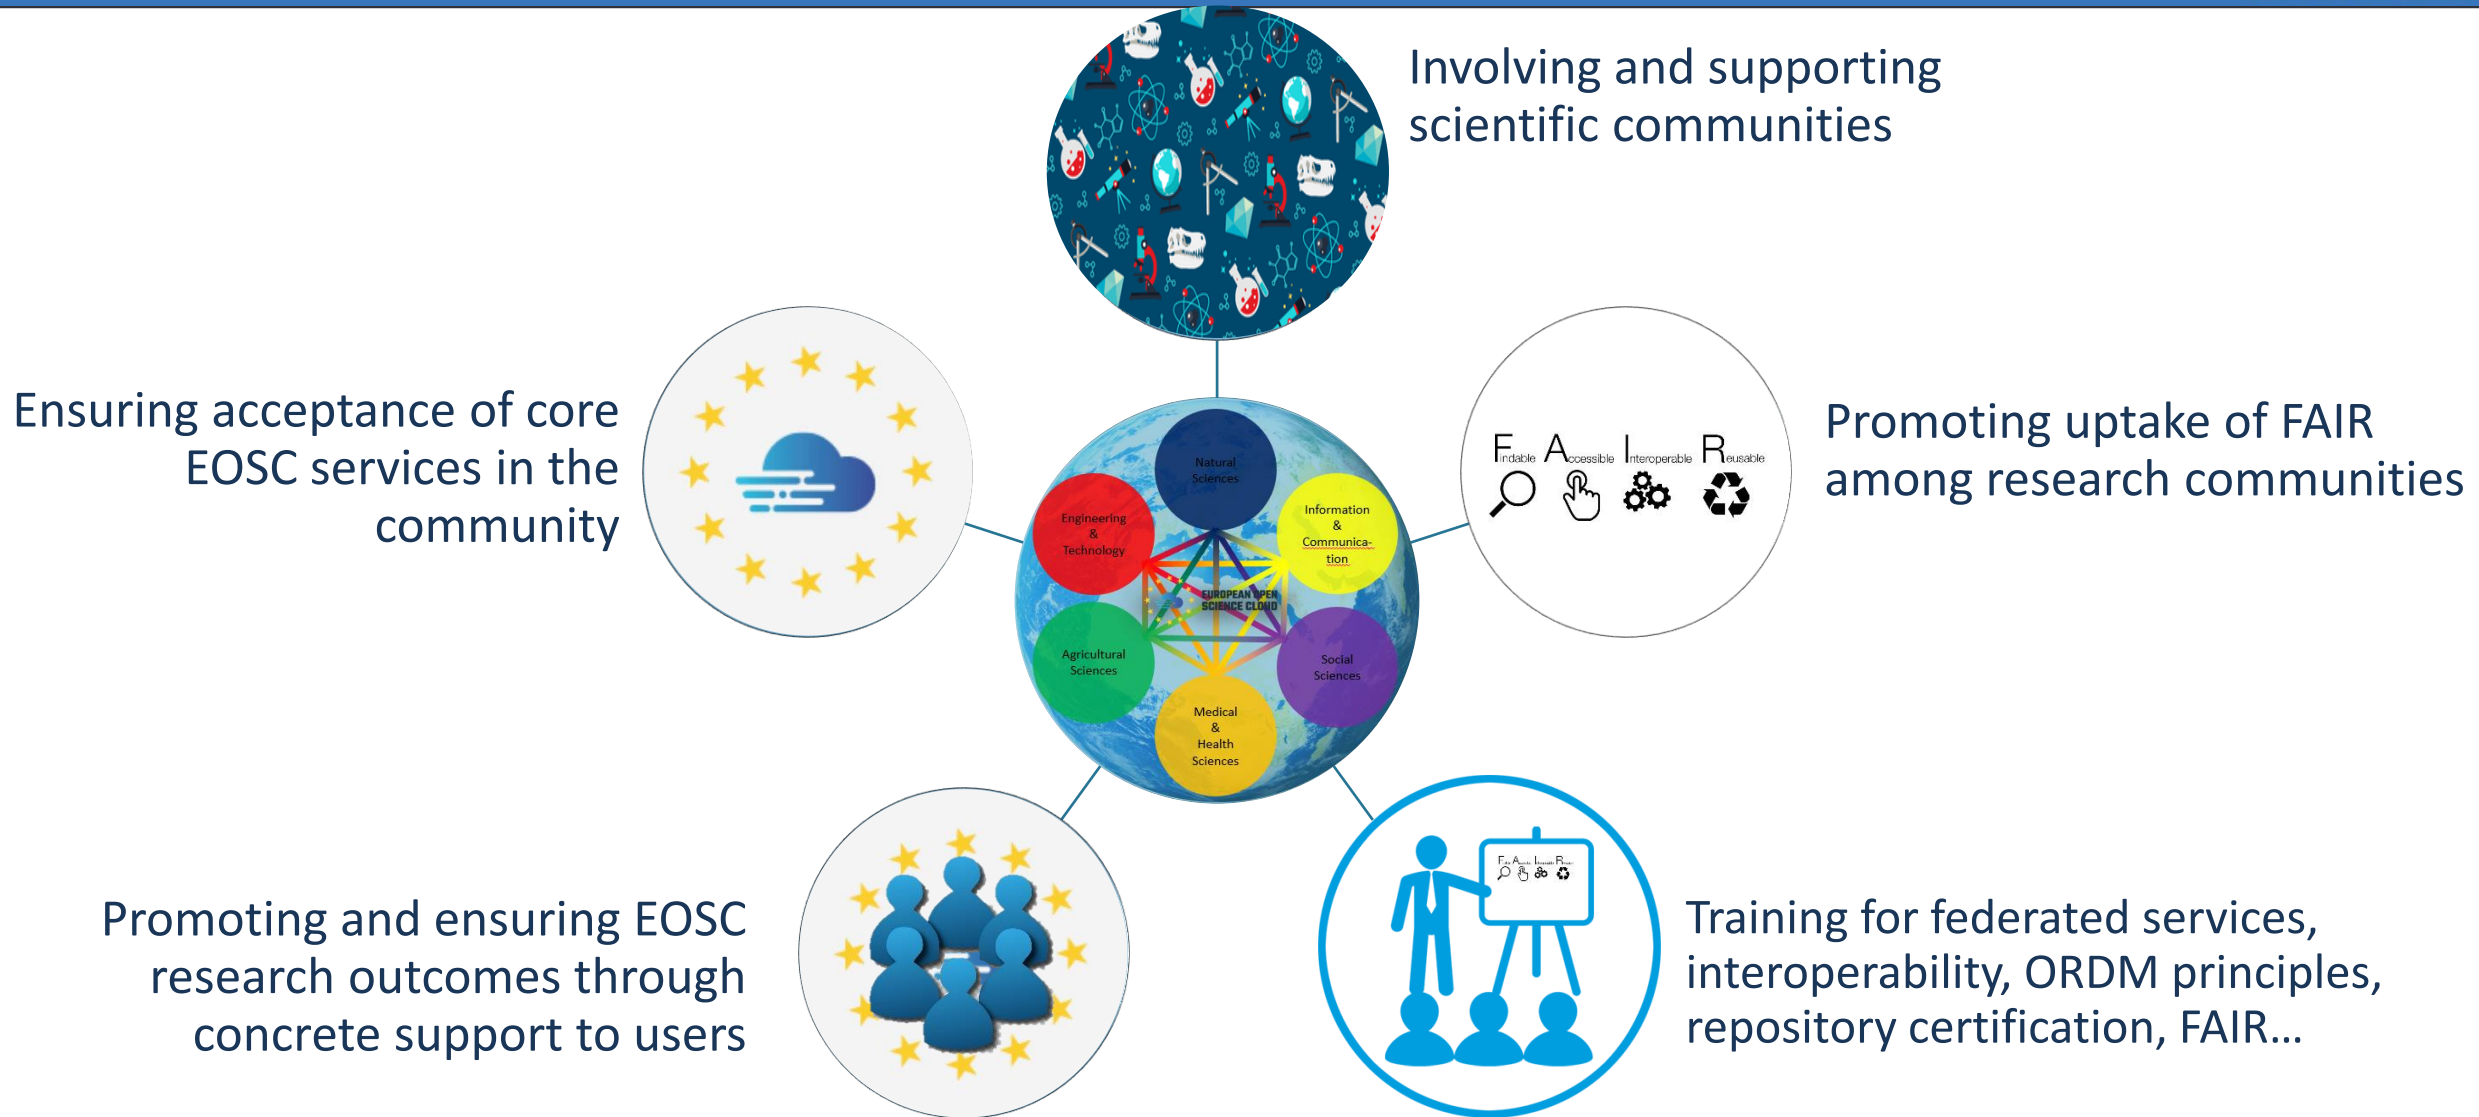 Involving and supporting
scientific communities
Ensuring acceptance of core
EOSC services in the
community
Findable Accessible Interoperable Reusable
Promoting uptake of FAIR
among research communities
Natural
Sciences
Engineering
&
Technology
Information
&
Communica-
tion
EUROPEAN OPEN
SCIENCE CLOUD
Agricultural
Sciences
Social
Sciences
Medical
&
Health
Sciences
Promoting and ensuring EOSC
research outcomes through
concrete support to users
Training for federated services,
interoperability, ORDM principles,
repository certification, FAIR...